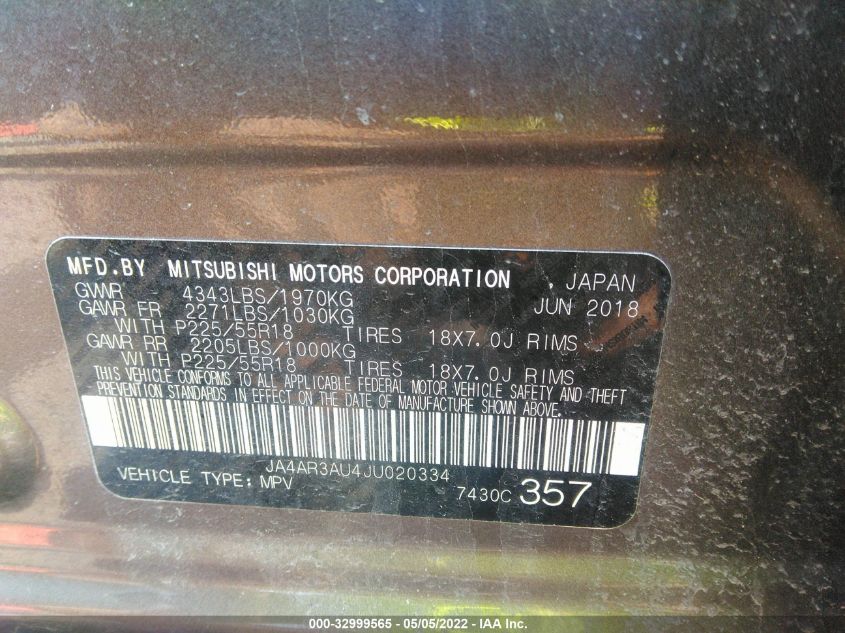 MFD.BY MITSUBISHI MOTORS CORPORATION , JAPAN
GVWR 4343LBS/1970KG JUN 2018
GAWR FR 2271LBS/1030KG
WITH P225/55R18 TIRES 18X7.0J RIMS
GAWR RR 2205LBS/1000KG
WITH P225/55R18 TIRES 18X7.0J RIMS
THIS VEHICLE CONFORMS TO ALL APPLICABLE FEDERAL MOTOR VEHICLE SAFETY AND THEFT
PREVENTION STANDARDS IN EFFECT ON THE DATE OF MANUFACTURE SHOWN ABOVE.
JA4AR3AU4JU020334
VEHICLE TYPE: MPV 7430C 357
000-32999565 - 05/05/2022 - IAA Inc.